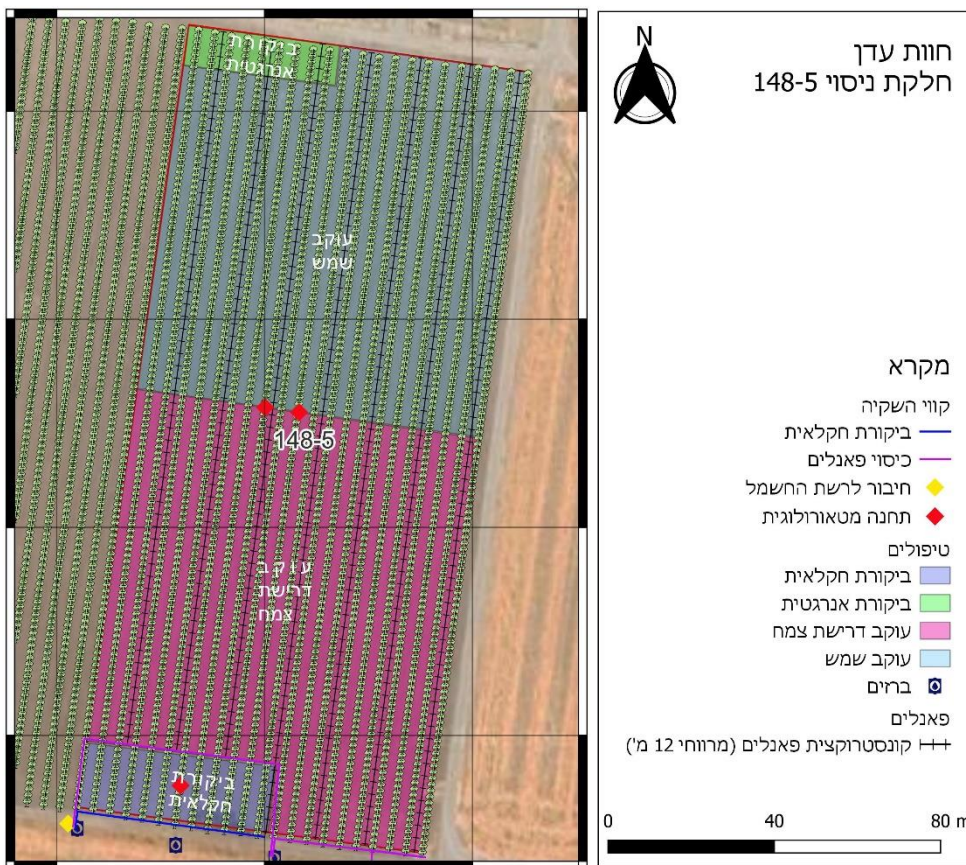 חוות עדן
חלקת ניסוי 148-5
N
ביקורת
אנרגטית
עוקב
שמש
148-5
עוקב
דרישת
צמח
ביקורת
חקלאית
מקרא
קווי השקיה
ביקורת חקלאית
כיסוי פאנלים
חיבור לרשת החשמל
תחנה מטאורולוגית
טיפולים
ביקורת חקלאית
ביקורת אנרגטית
עוקב דרישת צמח
עוקב שמש
ברזים
פאנלים
קונסטרוקצית פאנלים (מרווחי 12 מ')
0 40 80 m